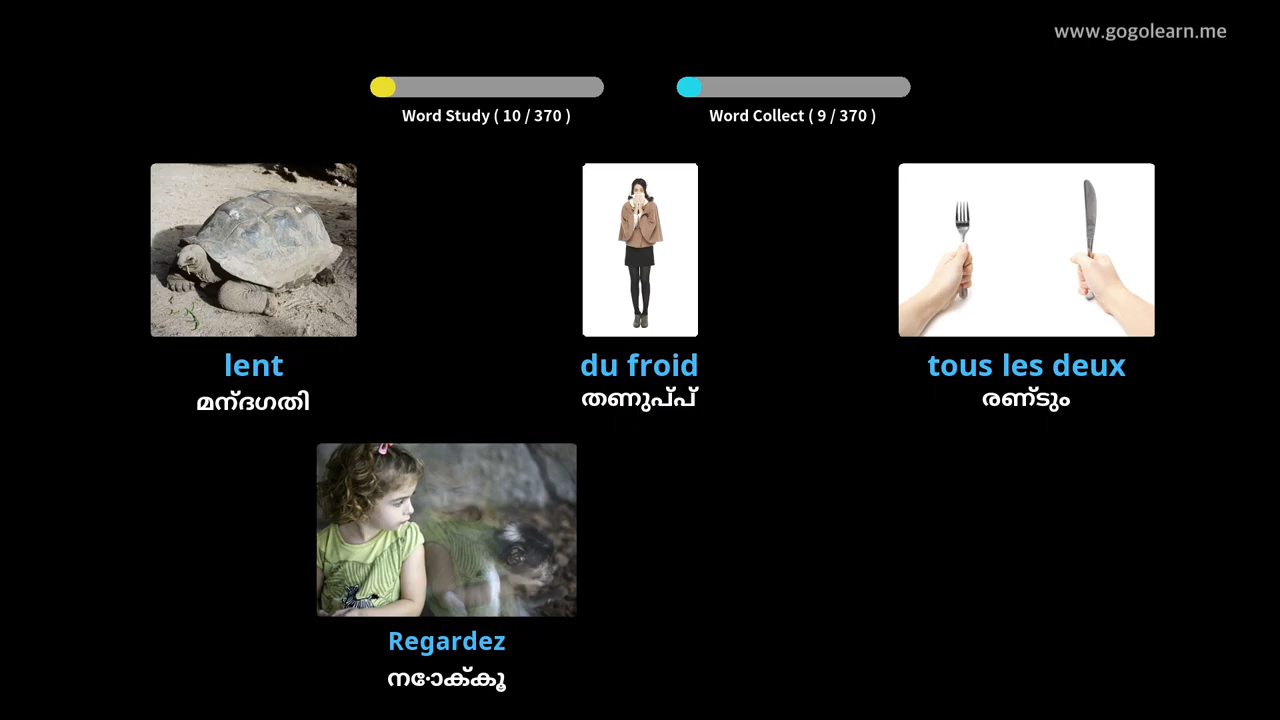 www.gogolearn.me
Word Study ( 10 / 370 )
Word Collect ( 9 / 370 )
lent
du froid
tous les deux
മന്ദഗതി
തണുപ്പ്
രണ്ടും
Regardez
നോക്കൂ